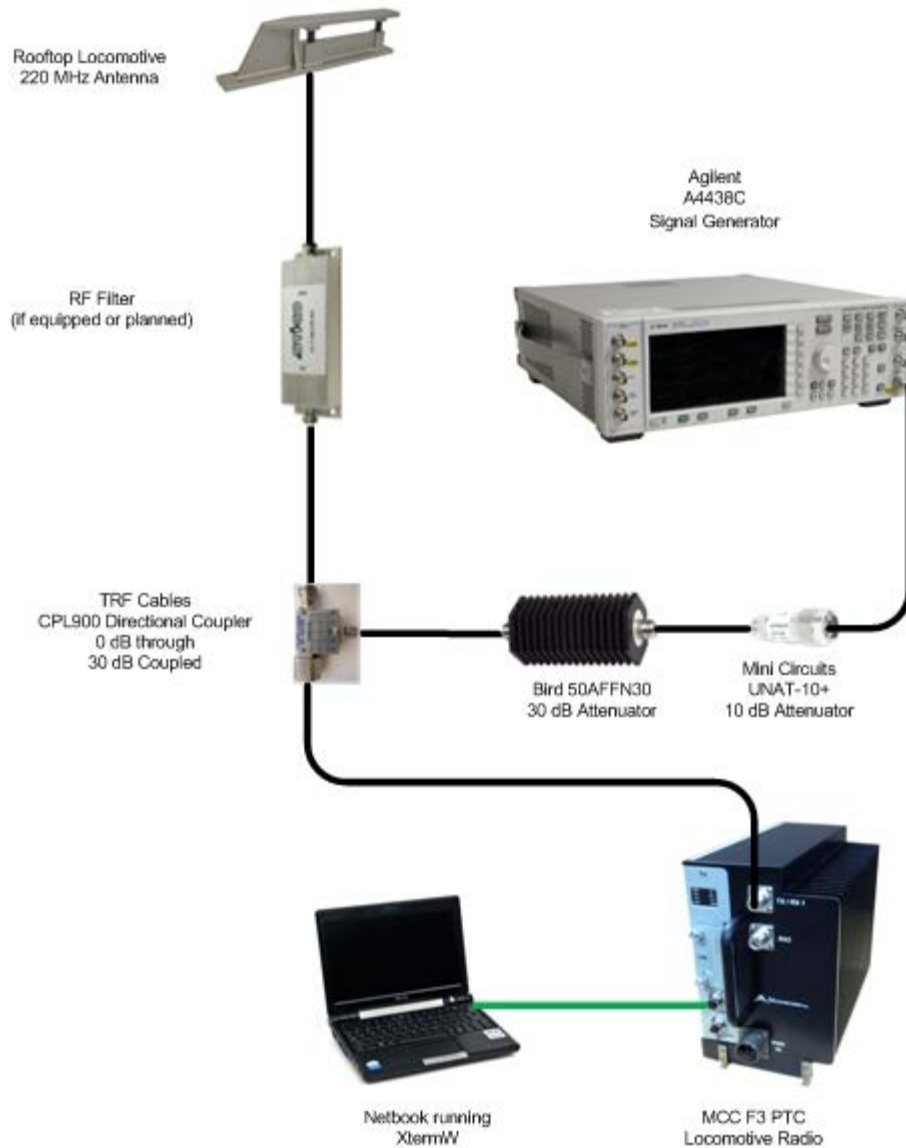 Rooftop Locomotive
220 MHz Antenna
Agilent
A4438C
Signal Generator
RF Filter
(if equipped or planned)
TRF Cables
CPL900 Directional Coupler
0 dB through
30 dB Coupled
Bird 50AFFN30
30 dB Attenuator
Mini Circuits
UNAT-10+
10 dB Attenuator
Netbook running
XtermW
MCC F3 PTC
Locomotive Radio